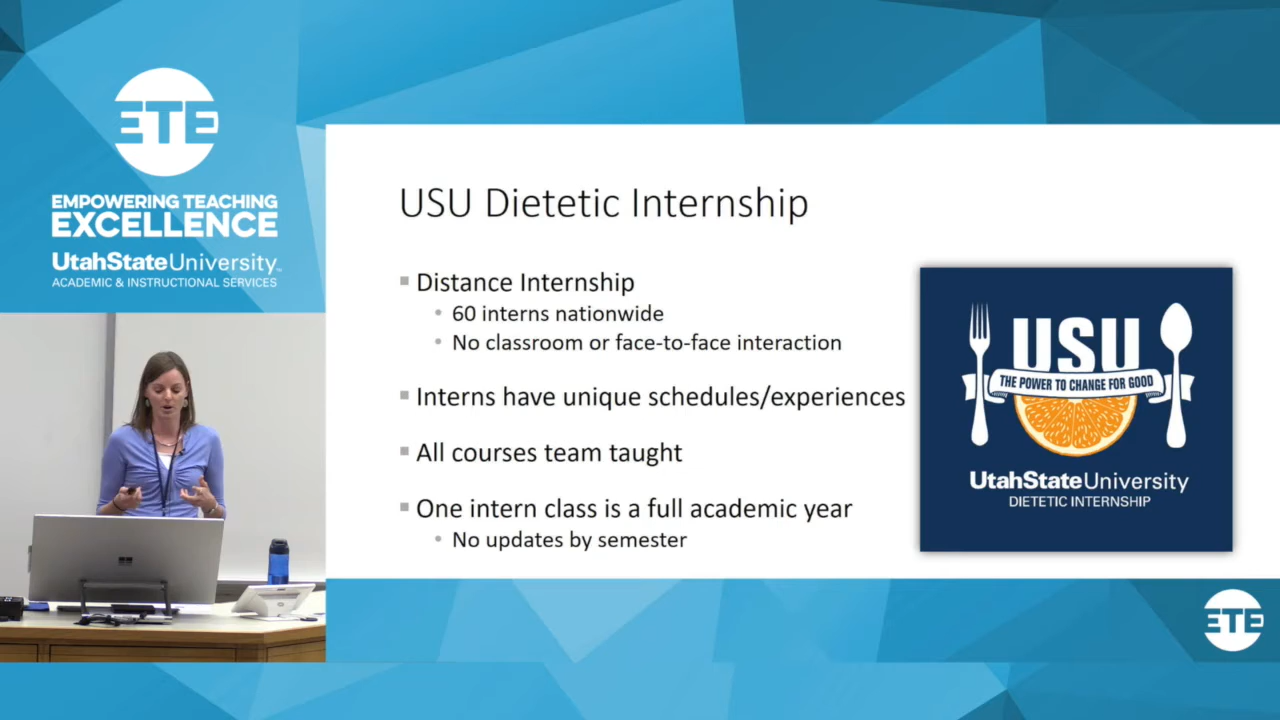 ETE
EMPOWERING TEACHING
EXCELLENCE
UtahStateUniversity
ACADEMIC & INSTRUCTIONAL SERVICES
USU Dietetic Internship
Distance Internship
60 interns nationwide
No classroom or face-to-face interaction
Interns have unique schedules/experiences
All courses team taught
One intern class is a full academic year
No updates by semester
USU
THE POWER TO CHANGE FOR GOOD
UtahStateUniversity
DIETETIC INTERNSHIP
ETE